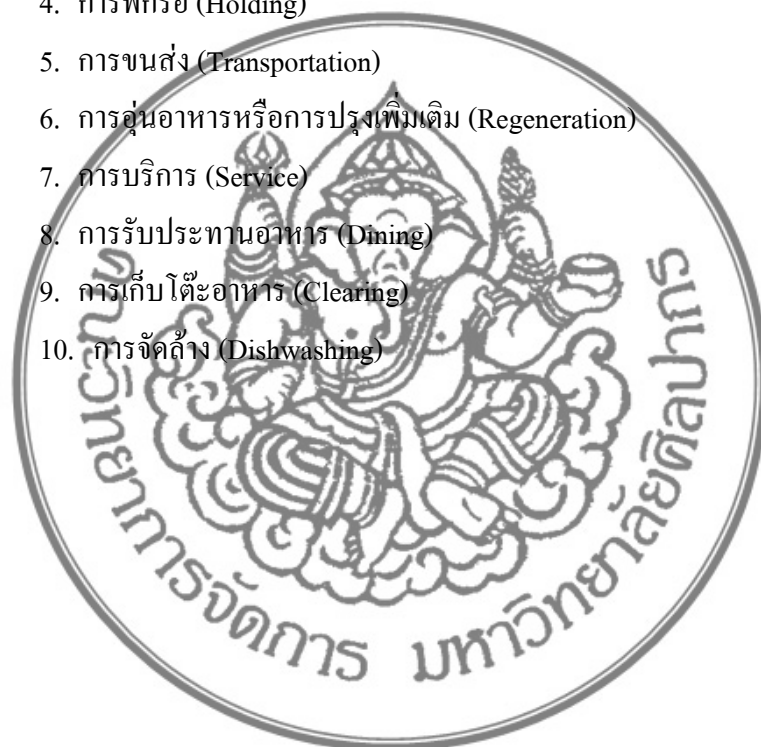 4. การพักรอ (Holding)
5. การขนส่ง (Transportation)
6. การอุ่นอาหารหรือการปรุงเพิ่มเติม (Regeneration)
7. การบริการ (Service)
8. การรับประทานอาหาร (Dining)
9. การเก็บโต๊ะอาหาร (Clearing)
10. การจัดล้าง (Dishwashing)
คณะวิทยาการจัดการ มหาวิทยาลัยศิลปากร